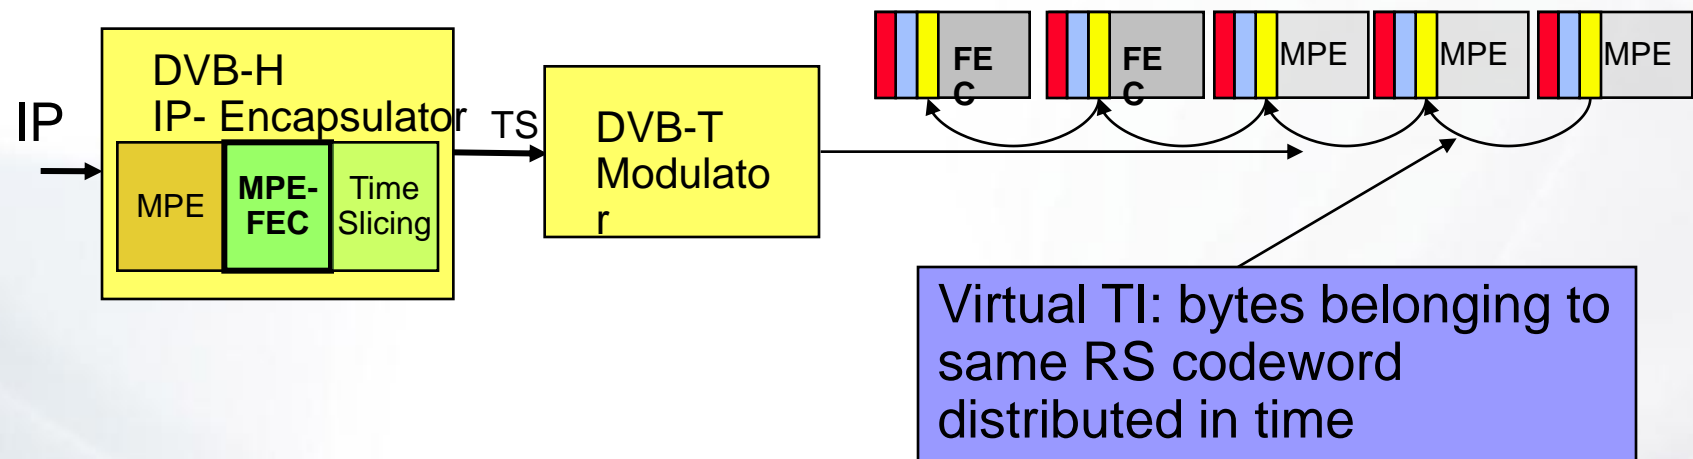 IP
DVB-H
IP- Encapsulator
MPE
MPE-
FEC
Time
Slicing
TS
DVB-T
Modulato
r
FE
C
FE
C
MPE
MPE
MPE
Virtual TI: bytes belonging to
same RS codeword
distributed in time